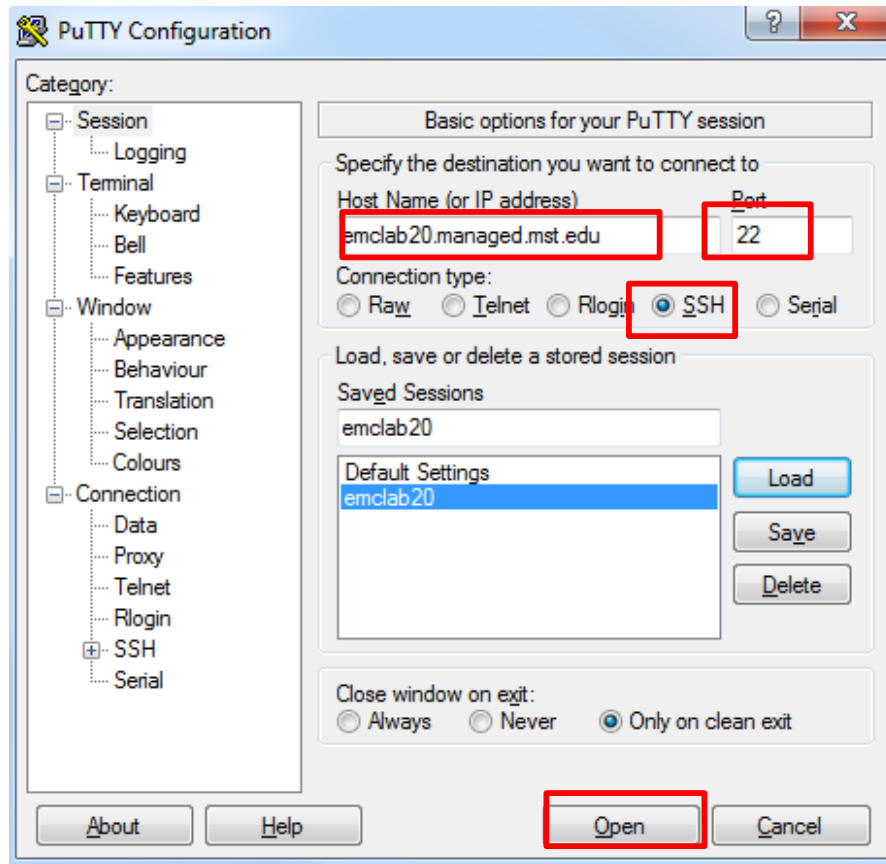 PuTTY Configuration
?
X
Category:
Session
Logging
Terminal
Keyboard
Bell
Features
Window
Appearance
Behaviour
Translation
Selection
Colours
Connection
Data
Proxy
Telnet
Rlogin
SSH
Serial
Basic options for your PuTTY session
Specify the destination you want to connect to
Host Name (or IP address) Port
emclab20.managed.mst.edu 22
Connection type:
Raw Telnet Rlogin SSH Serial
Load, save or delete a stored session
Saved Sessions
emclab20
Default Settings
emclab20
Load
Save
Delete
Close window on exit:
Always Never Only on clean exit
About Help Open Cancel